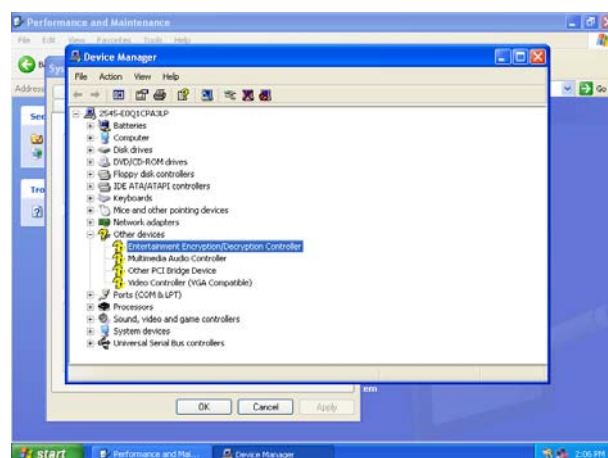 Performance and Maintenance
File Edit View Favorites Tools Help
Address
Go
Device Manager
File Action View Help
2545-E0Q1CPA3LP
Batteries
Computer
Disk drives
DVD/CD-ROM drives
Floppy disk controllers
IDE ATA/ATAPI controllers
Keyboards
Mice and other pointing devices
Network adapters
Other devices
Entertainment Encryption/Decryption Controller
Multimedia Audio Controller
Other PCI Bridge Device
Video Controller (VGA Compatible)
Ports (COM & LPT)
Processors
Sound, video and game controllers
System devices
Universal Serial Bus controllers
em
OK Cancel Apply
start Performance and Mai... Device Manager 2:06 PM